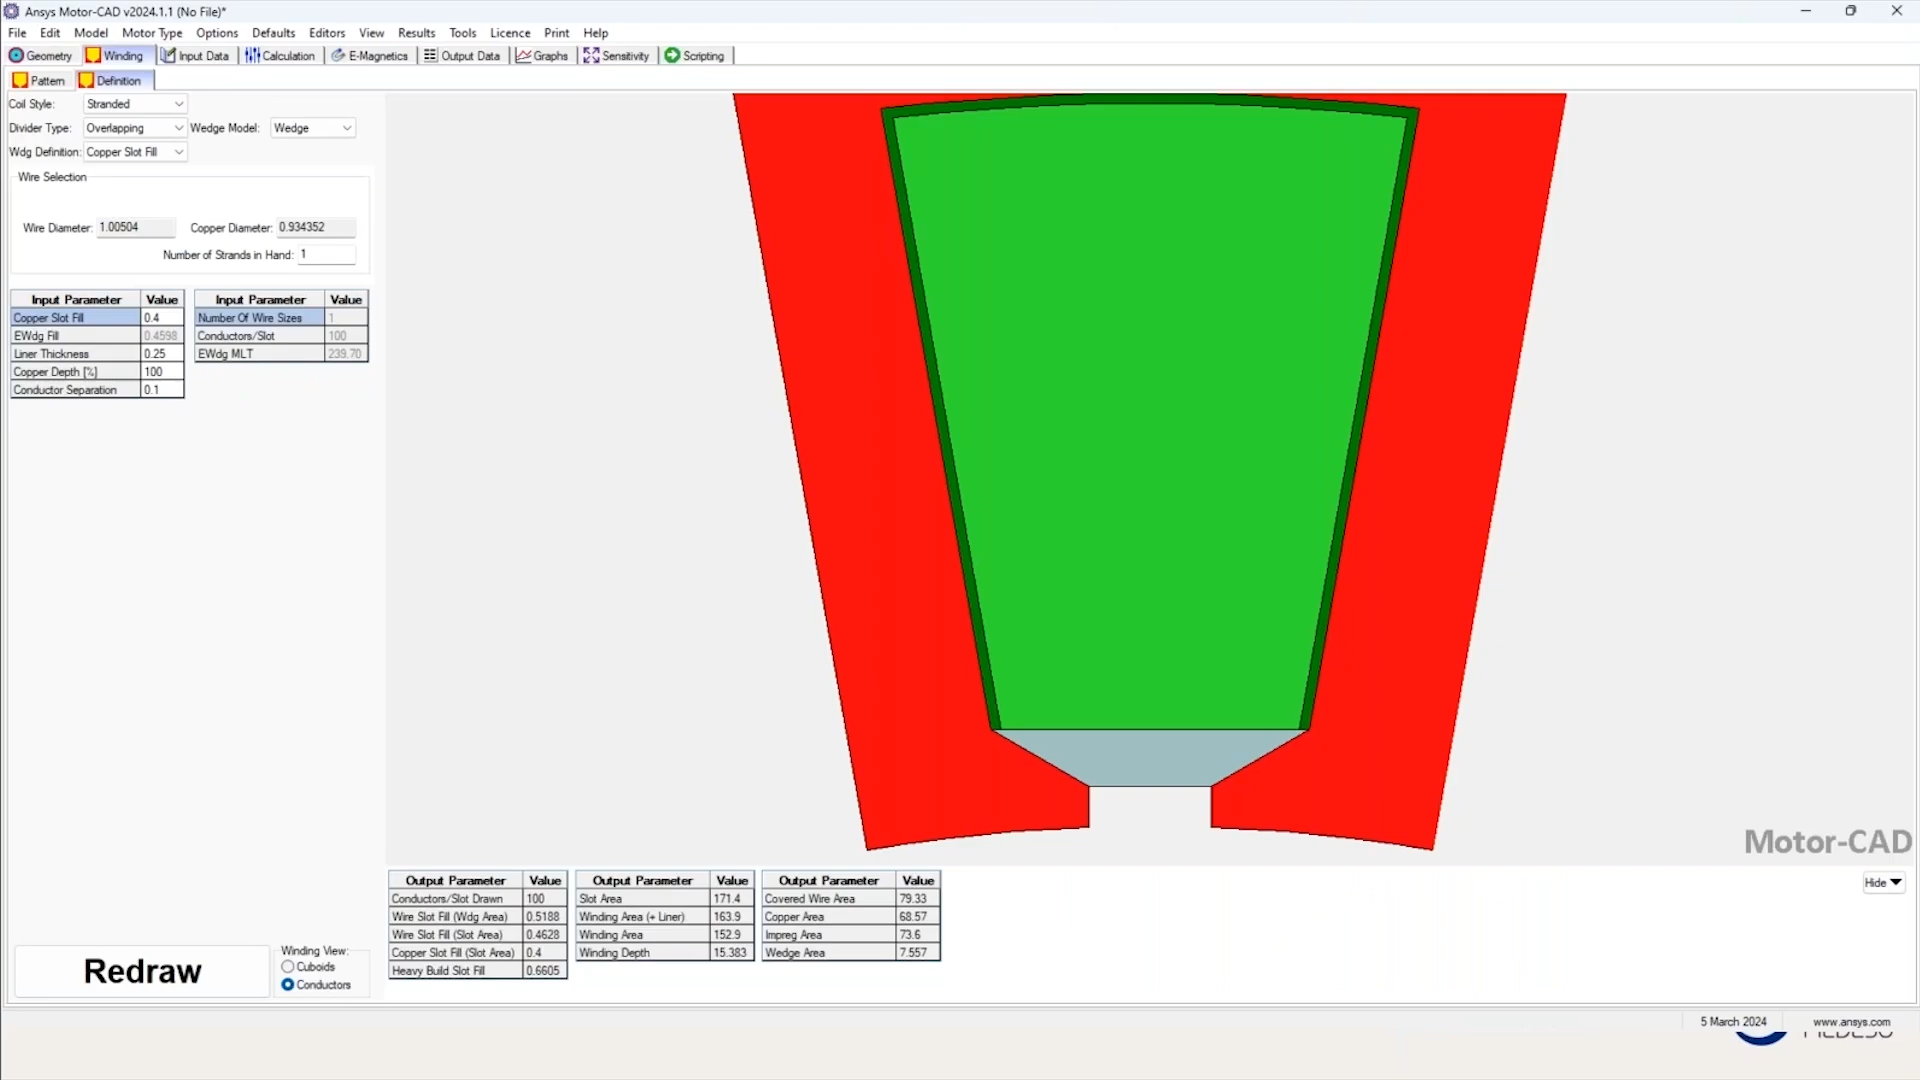 Ansys Motor-CAD v2024.1.1 (No File)*
File Edit Model Motor Type Options Defaults Editors View Results Tools Licence Print Help
Geometry Winding Input Data Calculation E-Magnetics Output Data Graphs Sensitivity Scripting
Pattern Definition
Coil Style: Stranded
Divider Type: Overlapping Wedge Model: Wedge
Wdg Definition: Copper Slot Fill
Wire Selection
Wire Diameter: 1.00504 Copper Diameter: 0.934352
Number of Strands in Hand: 1
Input Parameter Value Input Parameter Value
Copper Slot Fill 0.4 Number Of Wire Sizes 1
EWdg Fill 0.4598 Conductors/Slot 100
Liner Thickness 0.25 EWdg MLT 239.70
Copper Depth [%] 100
Conductor Separation 0.1
Motor-CAD
Output Parameter Value Output Parameter Value Output Parameter Value Hide
Conductors/Slot Drawn 100 Slot Area 171.4 Covered Wire Area 79.33
Wire Slot Fill (Wdg Area) 0.5188 Winding Area (+ Liner) 163.9 Copper Area 68.57
Wire Slot Fill (Slot Area) 0.4628 Winding Area 152.9 Impreg Area 73.6
Copper Slot Fill (Slot Area) 0.4 Winding Depth 15.383 Wedge Area 7.557
Heavy Build Slot Fill 0.6605
Redraw
Winding View:
Cuboids
Conductors
5 March 2024 www.ansys.com